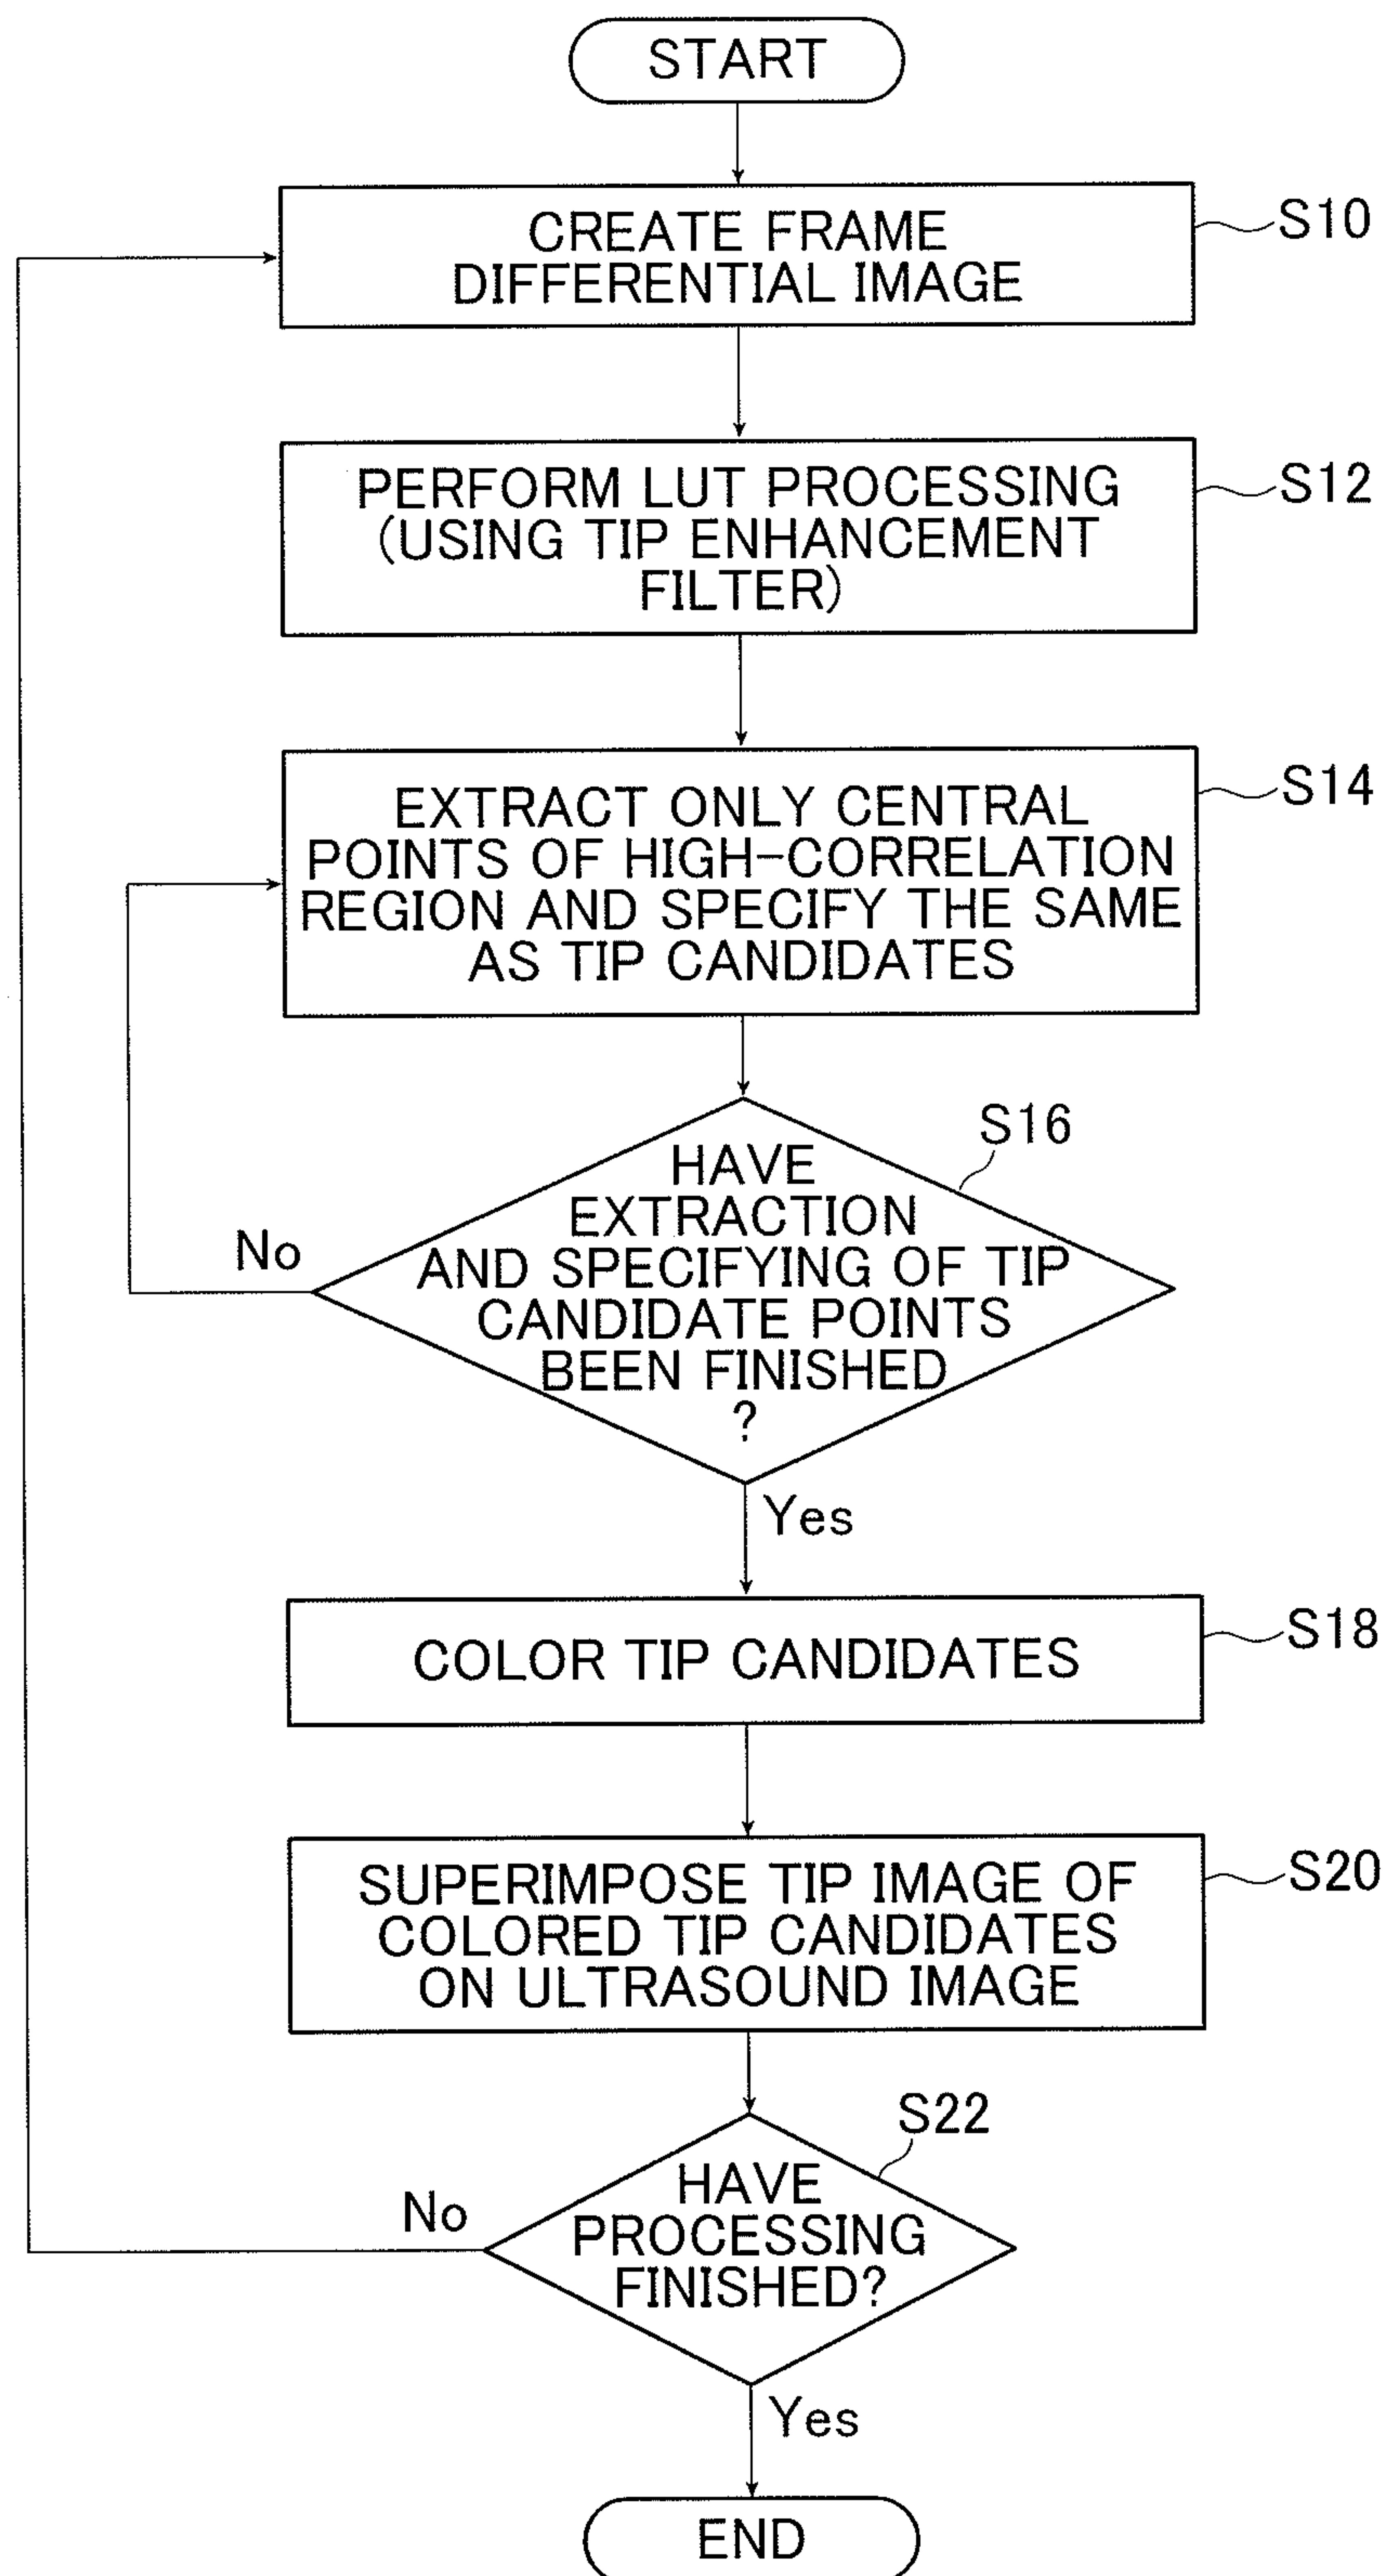 START
CREATE FRAME
DIFFERENTIAL IMAGE
S10
PERFORM LUT PROCESSING
(USING TIP ENHANCEMENT
FILTER)
S12
EXTRACT ONLY CENTRAL
POINTS OF HIGH-CORRELATION
REGION AND SPECIFY THE SAME
AS TIP CANDIDATES
S14
S16
HAVE
EXTRACTION
AND SPECIFYING OF TIP
CANDIDATE POINTS
BEEN FINISHED
?
No
Yes
COLOR TIP CANDIDATES
S18
SUPERIMPOSE TIP IMAGE OF
COLORED TIP CANDIDATES
ON ULTRASOUND IMAGE
S20
S22
HAVE
PROCESSING
FINISHED?
No
Yes
END